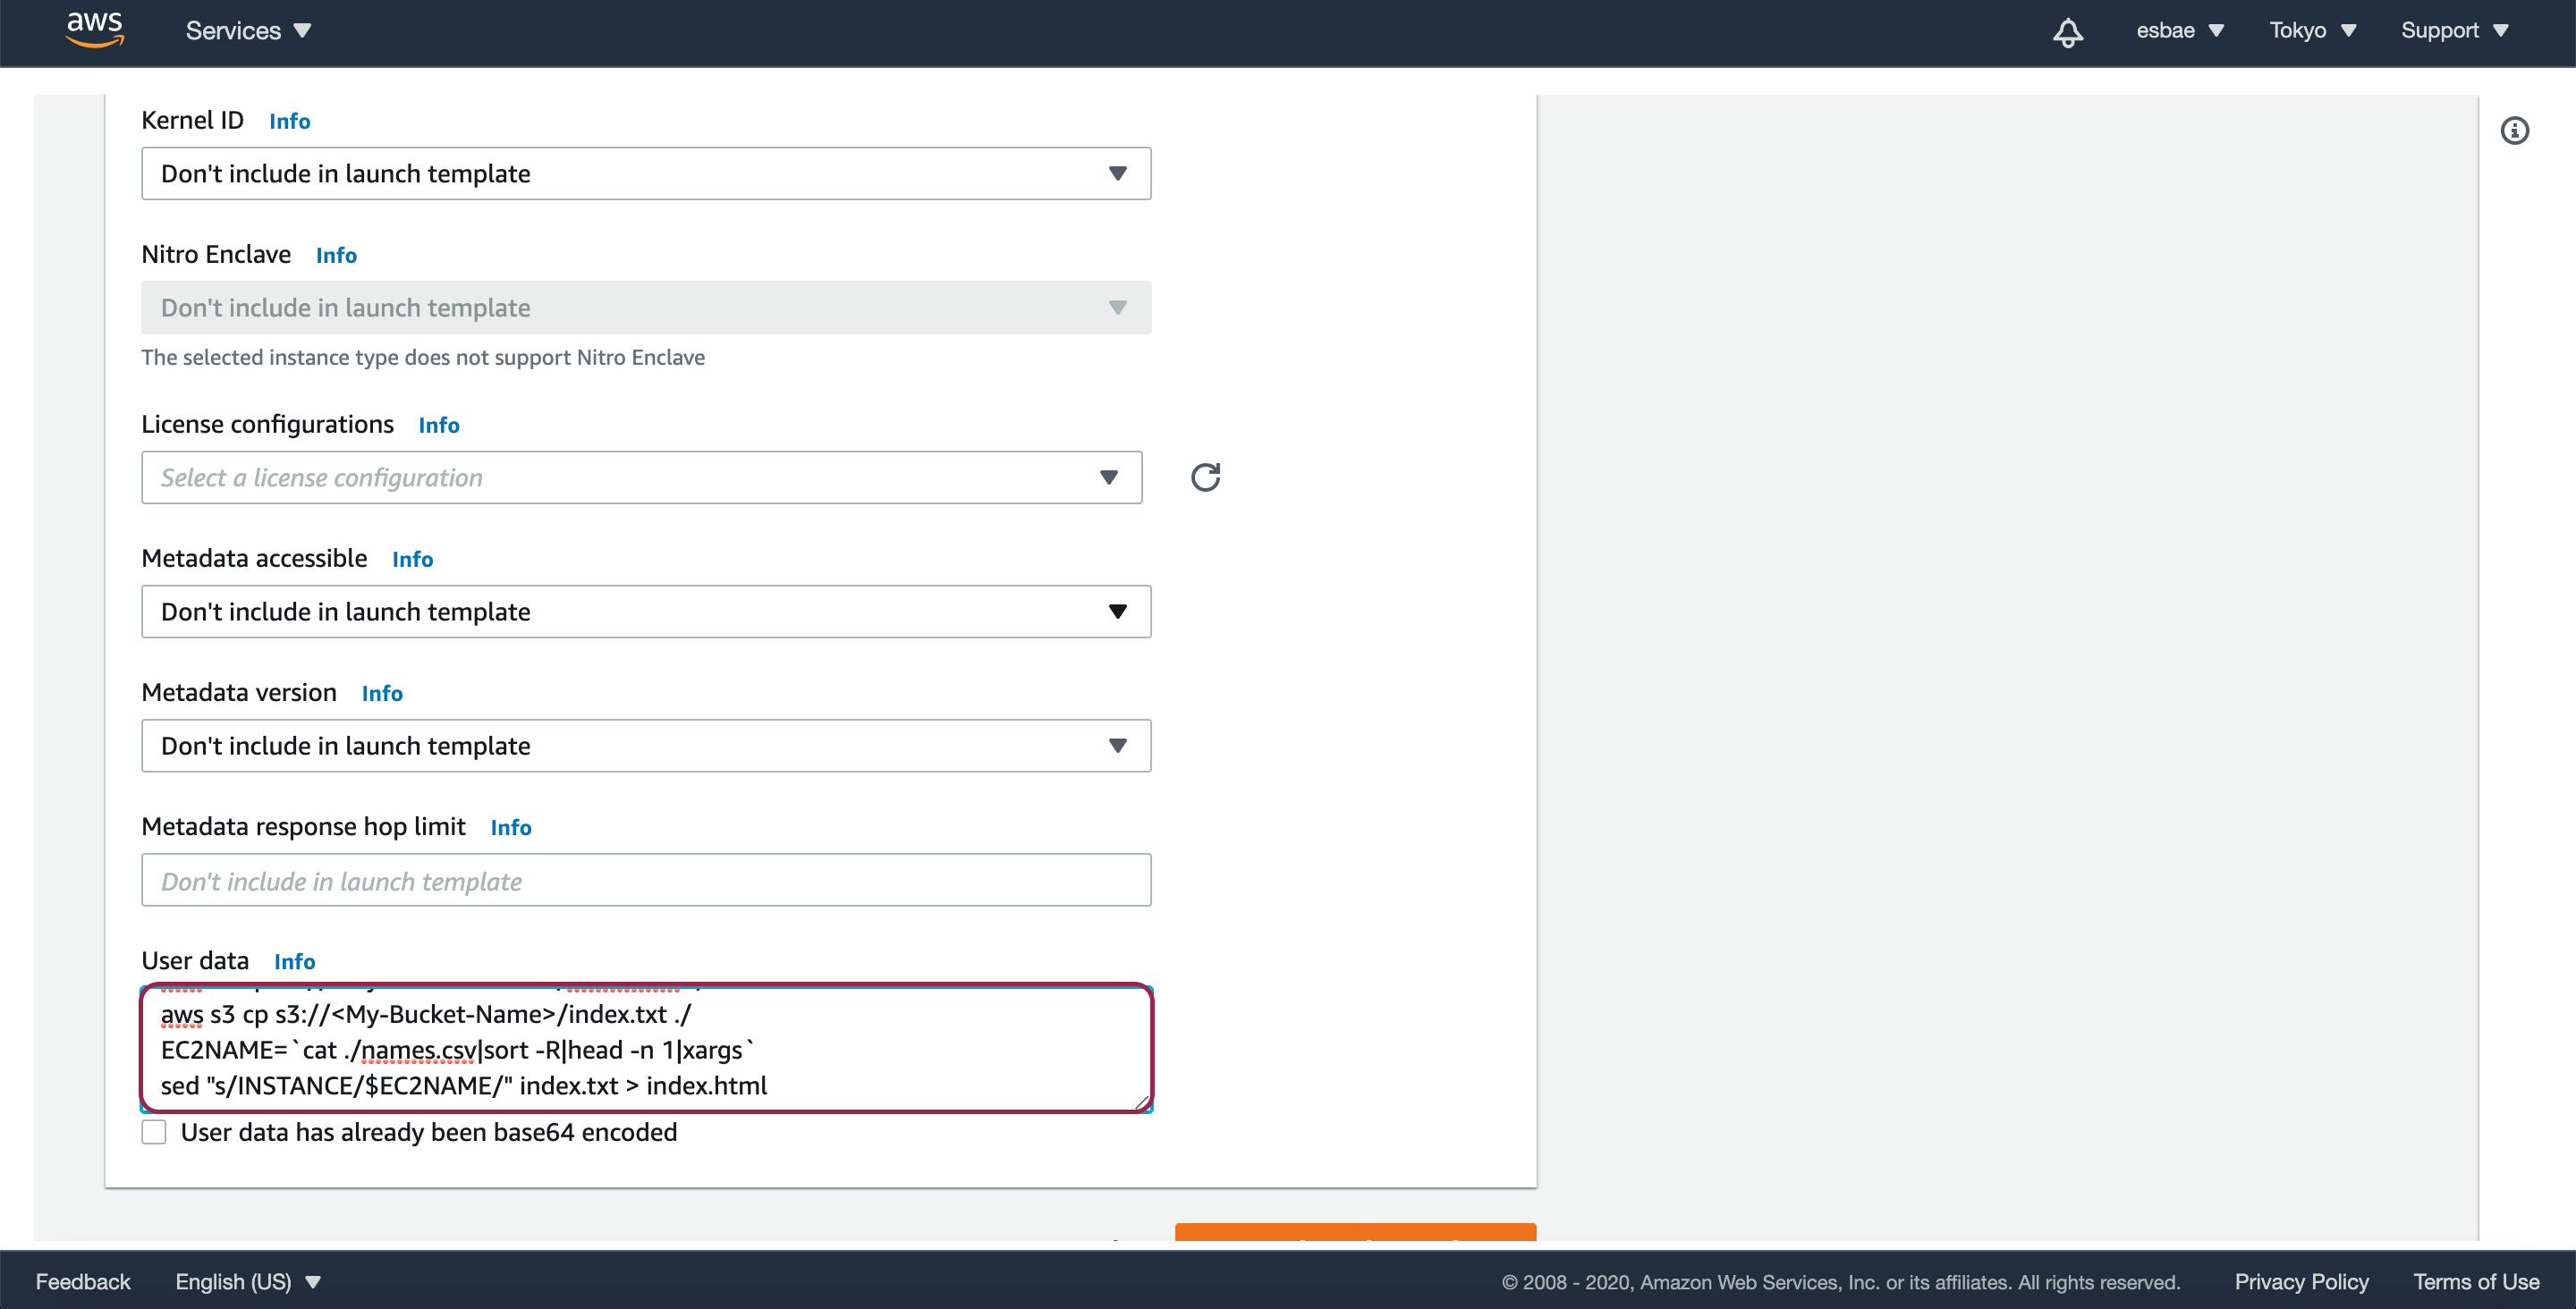 aws
Services
esbae
Tokyo
Support
Kernel ID Info
Don't include in launch template
Nitro Enclave Info
Don't include in launch template
The selected instance type does not support Nitro Enclave
License configurations Info
Select a license configuration
Metadata accessible Info
Don't include in launch template
Metadata version Info
Don't include in launch template
Metadata response hop limit Info
Don't include in launch template
User data Info
aws s3 cp s3://<My-Bucket-Name>/index.txt ./
EC2NAME=`cat ./names.csv|sort -R|head -n 1|xargs`
sed "s/INSTANCE/$EC2NAME/" index.txt > index.html
User data has already been base64 encoded
Feedback
English (US)
© 2008 - 2020, Amazon Web Services, Inc. or its affiliates. All rights reserved.
Privacy Policy
Terms of Use